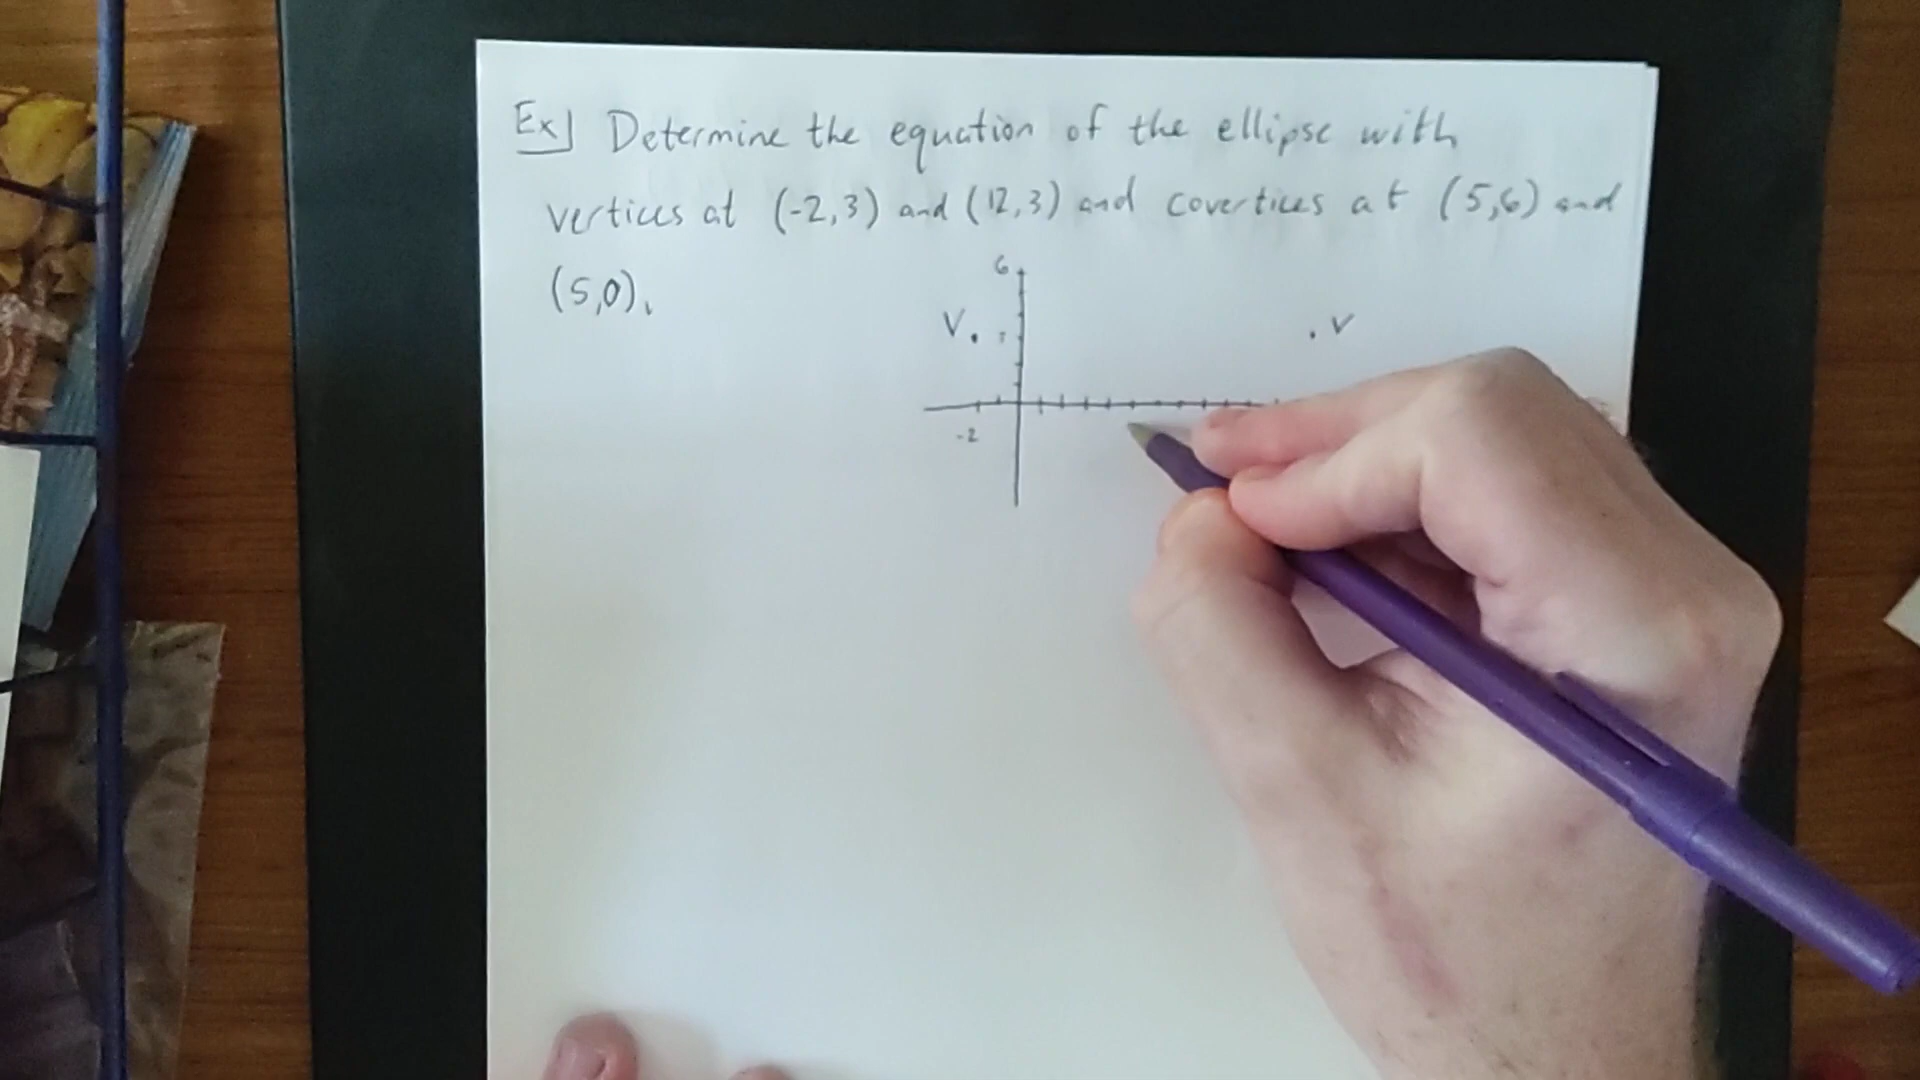 Ex] Determine the equation of the ellipse with
vertices at (-2,3) and (12,3) and covertices at (5,6) and
(5,0).
6
V
V
-2